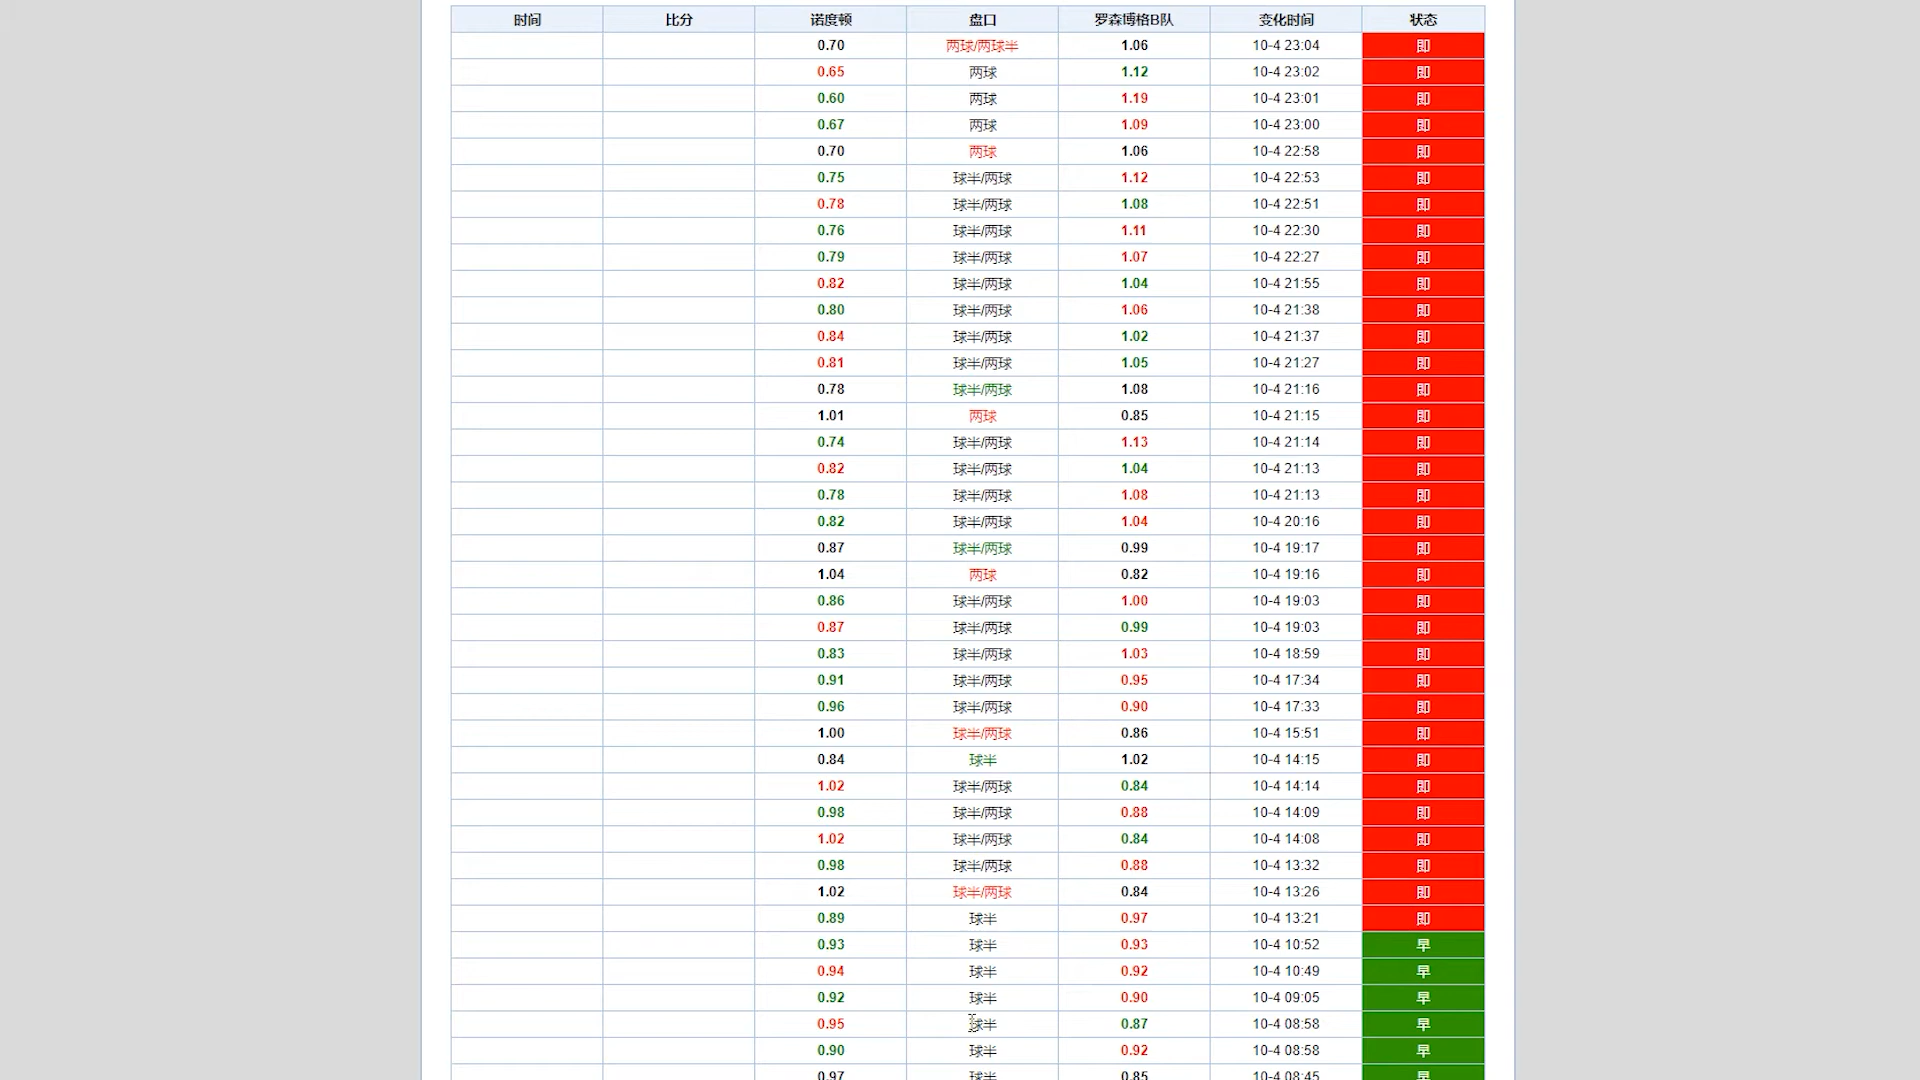 时间 比分 诺度顿 盘口 罗森博格B队 变化时间 状态
0.70 两球/两球半 1.06 10-4 23:04 即
0.65 两球 1.12 10-4 23:02 即
0.60 两球 1.19 10-4 23:01 即
0.67 两球 1.09 10-4 23:00 即
0.70 两球 1.06 10-4 22:58 即
0.75 球半/两球 1.12 10-4 22:53 即
0.78 球半/两球 1.08 10-4 22:51 即
0.76 球半/两球 1.11 10-4 22:30 即
0.79 球半/两球 1.07 10-4 22:27 即
0.82 球半/两球 1.04 10-4 21:55 即
0.80 球半/两球 1.06 10-4 21:38 即
0.84 球半/两球 1.02 10-4 21:37 即
0.81 球半/两球 1.05 10-4 21:27 即
0.78 球半/两球 1.08 10-4 21:16 即
1.01 两球 0.85 10-4 21:15 即
0.74 球半/两球 1.13 10-4 21:14 即
0.82 球半/两球 1.04 10-4 21:13 即
0.78 球半/两球 1.08 10-4 21:13 即
0.82 球半/两球 1.04 10-4 20:16 即
0.87 球半/两球 0.99 10-4 19:17 即
1.04 两球 0.82 10-4 19:16 即
0.86 球半/两球 1.00 10-4 19:03 即
0.87 球半/两球 0.99 10-4 19:03 即
0.83 球半/两球 1.03 10-4 18:59 即
0.91 球半/两球 0.95 10-4 17:34 即
0.96 球半/两球 0.90 10-4 17:33 即
1.00 球半/两球 0.86 10-4 15:51 即
0.84 球半 1.02 10-4 14:15 即
1.02 球半/两球 0.84 10-4 14:14 即
0.98 球半/两球 0.88 10-4 14:09 即
1.02 球半/两球 0.84 10-4 14:08 即
0.98 球半/两球 0.88 10-4 13:32 即
1.02 球半/两球 0.84 10-4 13:26 即
0.89 球半 0.97 10-4 13:21 即
0.93 球半 0.93 10-4 10:52 早
0.94 球半 0.92 10-4 10:49 早
0.92 球半 0.90 10-4 09:05 早
0.95 球半 0.87 10-4 08:58 早
0.90 球半 0.92 10-4 08:58 早
0.97 球半 0.85 10-4 08:45 早